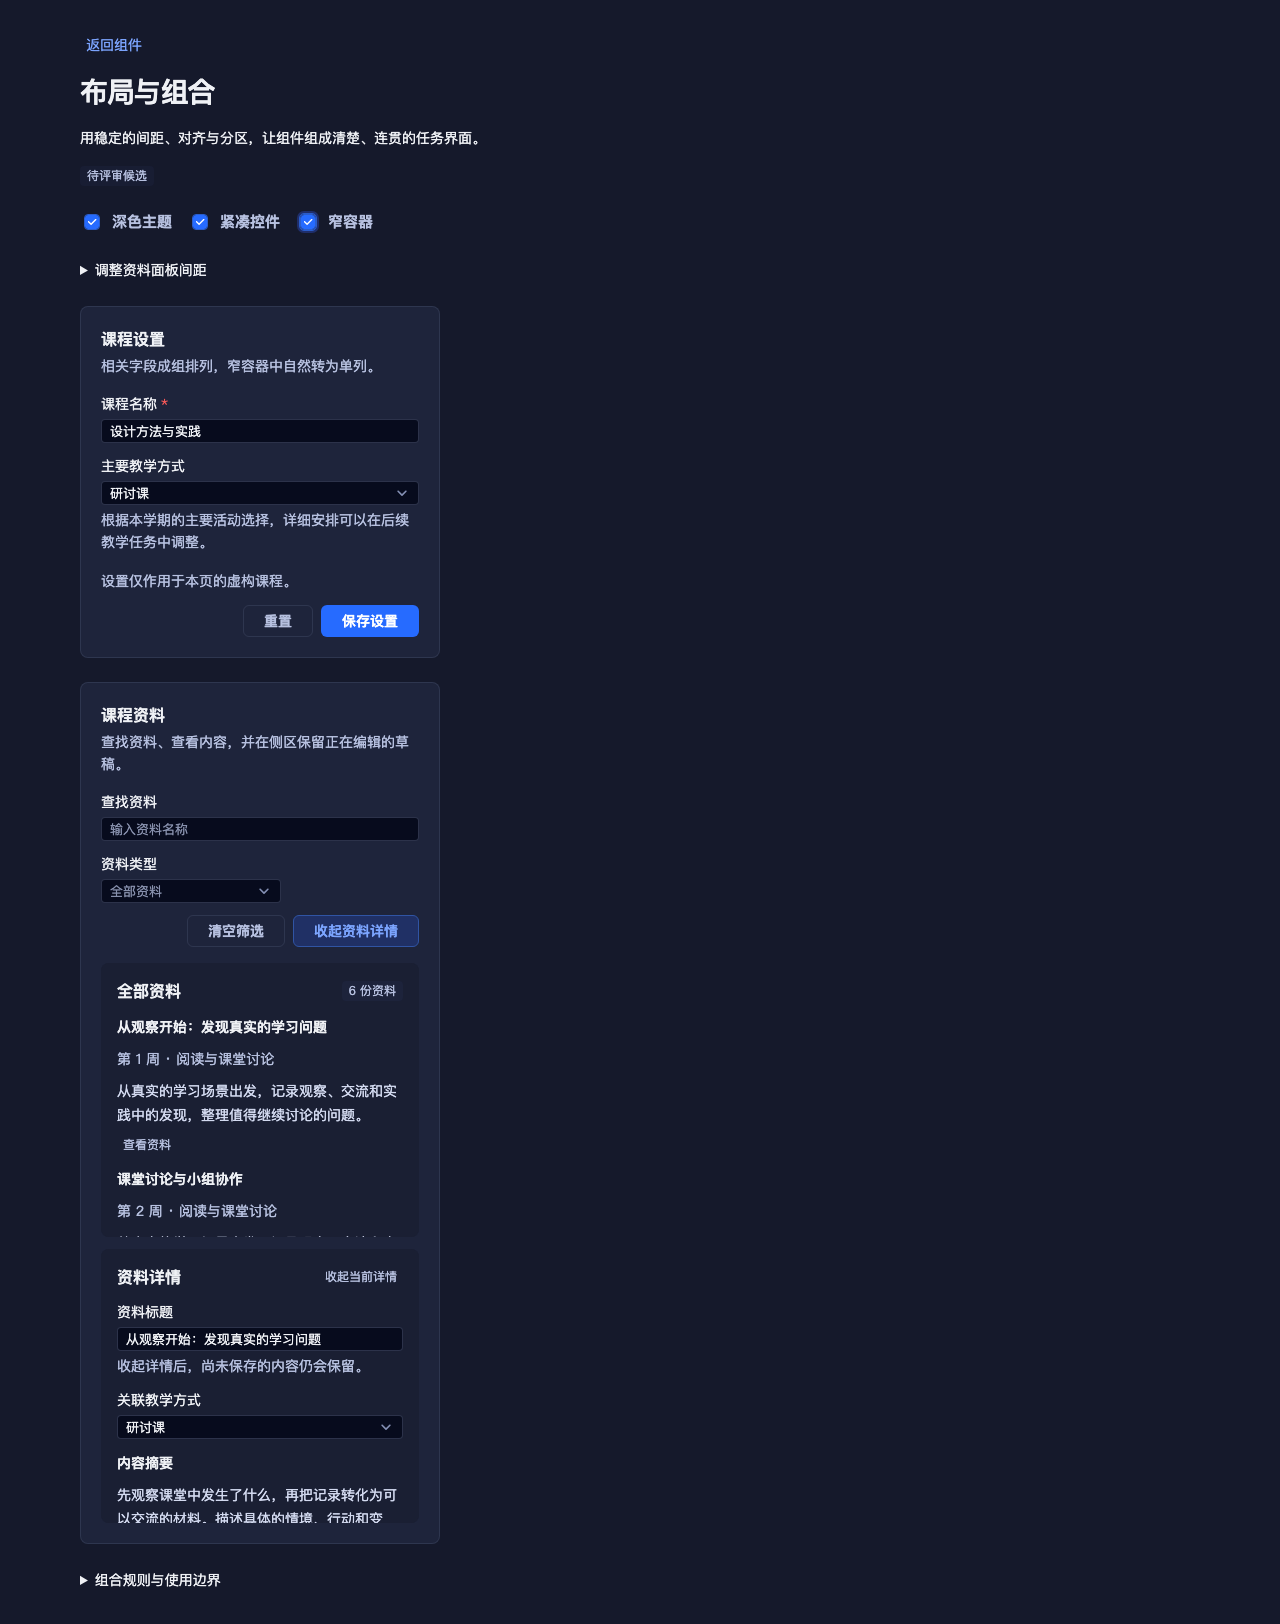 返回组件
布局与组合
用稳定的间距、对齐与分区，让组件组成清楚、连贯的任务界面。
待评审候选
深色主题 紧凑控件 窄容器
调整资料面板间距
课程设置
相关字段成组排列，窄容器中自然转为单列。
课程名称 *
设计方法与实践
主要教学方式
研讨课
根据本学期的主要活动选择，详细安排可以在后续
教学任务中调整。
设置仅作用于本页的虚构课程。
重置 保存设置
课程资料
查找资料、查看内容，并在侧区保留正在编辑的草
稿。
查找资料
输入资料名称
资料类型
全部资料
清空筛选 收起资料详情
全部资料 6 份资料
从观察开始：发现真实的学习问题
第 1 周 · 阅读与课堂讨论
从真实的学习场景出发，记录观察、交流和实
践中的发现，整理值得继续讨论的问题。
查看资料
课堂讨论与小组协作
第 2 周 · 阅读与课堂讨论
资料详情 收起当前详情
资料标题
从观察开始：发现真实的学习问题
收起详情后，尚未保存的内容仍会保留。
关联教学方式
研讨课
内容摘要
先观察课堂中发生了什么，再把记录转化为可
以交流的材料。描述具体的情境、行动和变
组合规则与使用边界